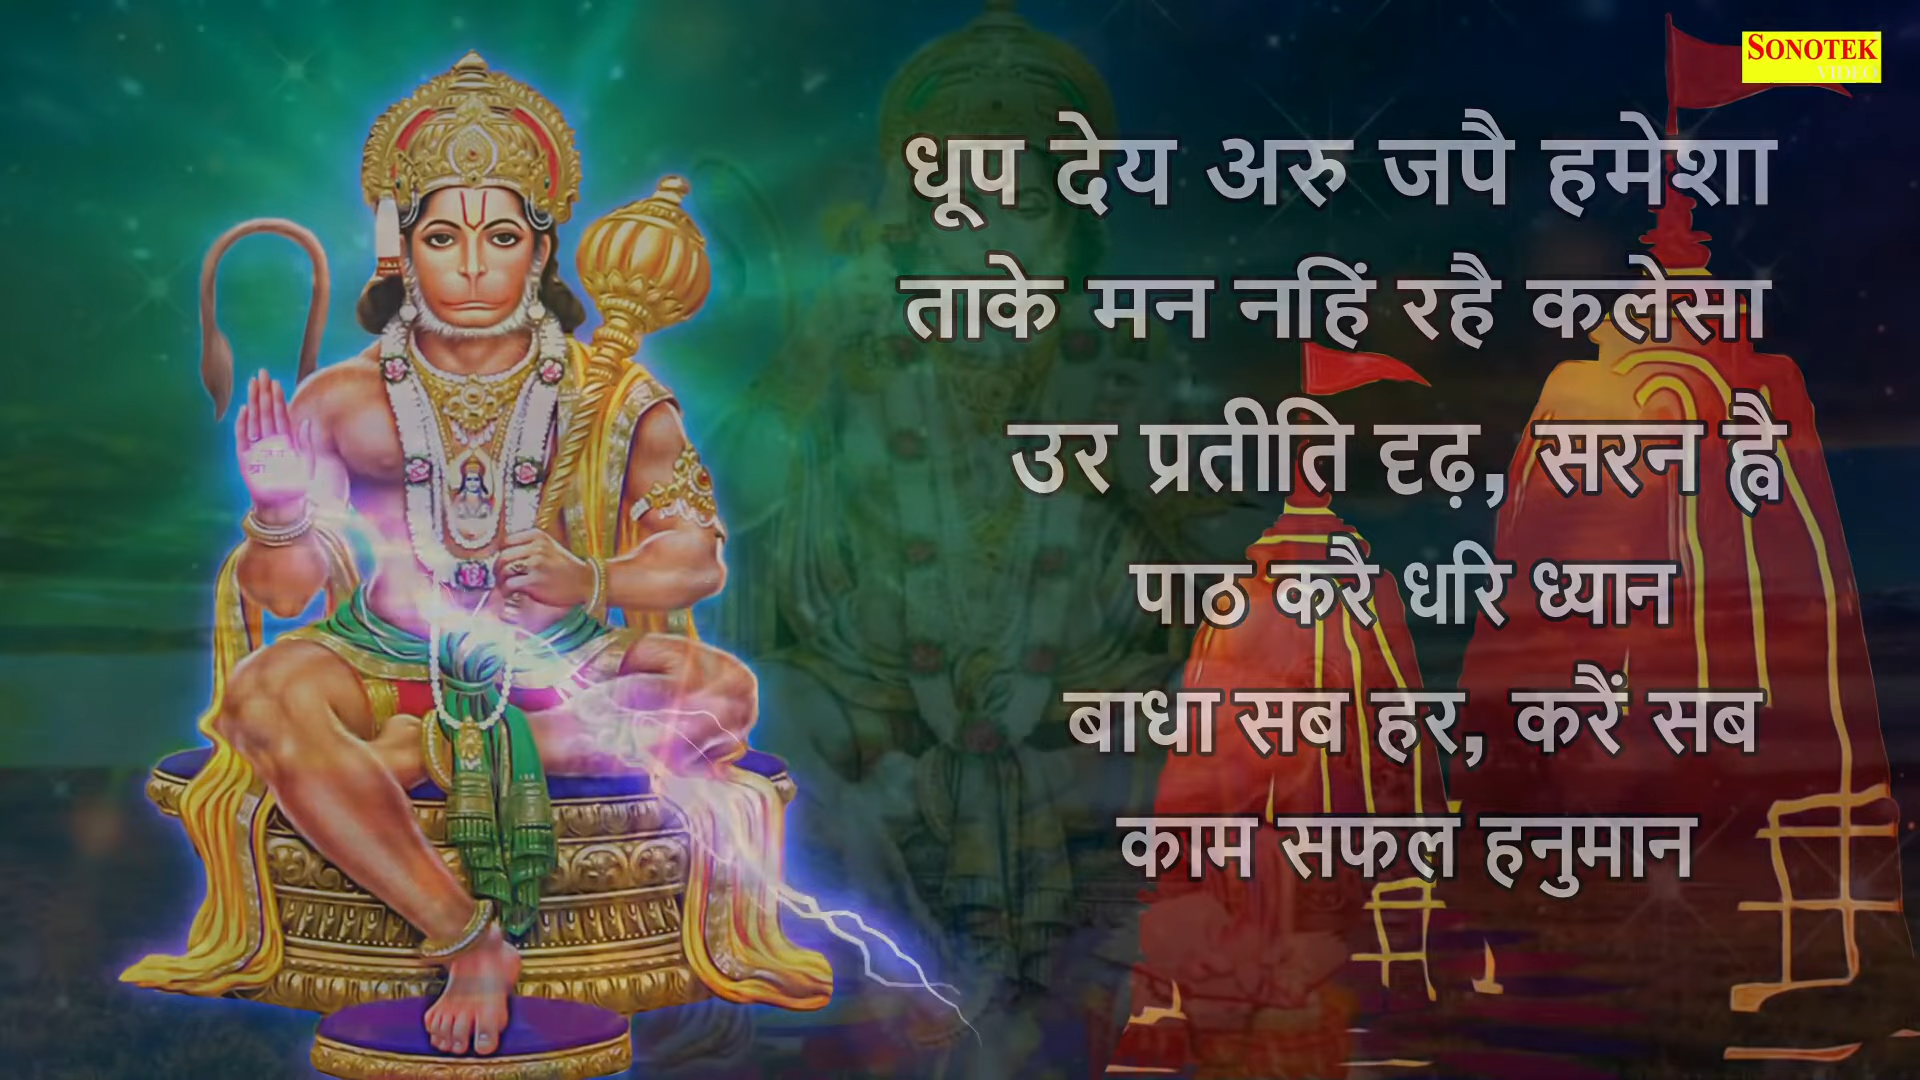 SONOTEK
VIDEO
धूप देय अरु जपै हमेशा
ताके मन नहिं रहै कलेसा
उर प्रतीति दृढ़, सरन ह्वै
पाठ करै धरि ध्यान
बाधा सब हर, करैं सब
काम सफल हनुमान